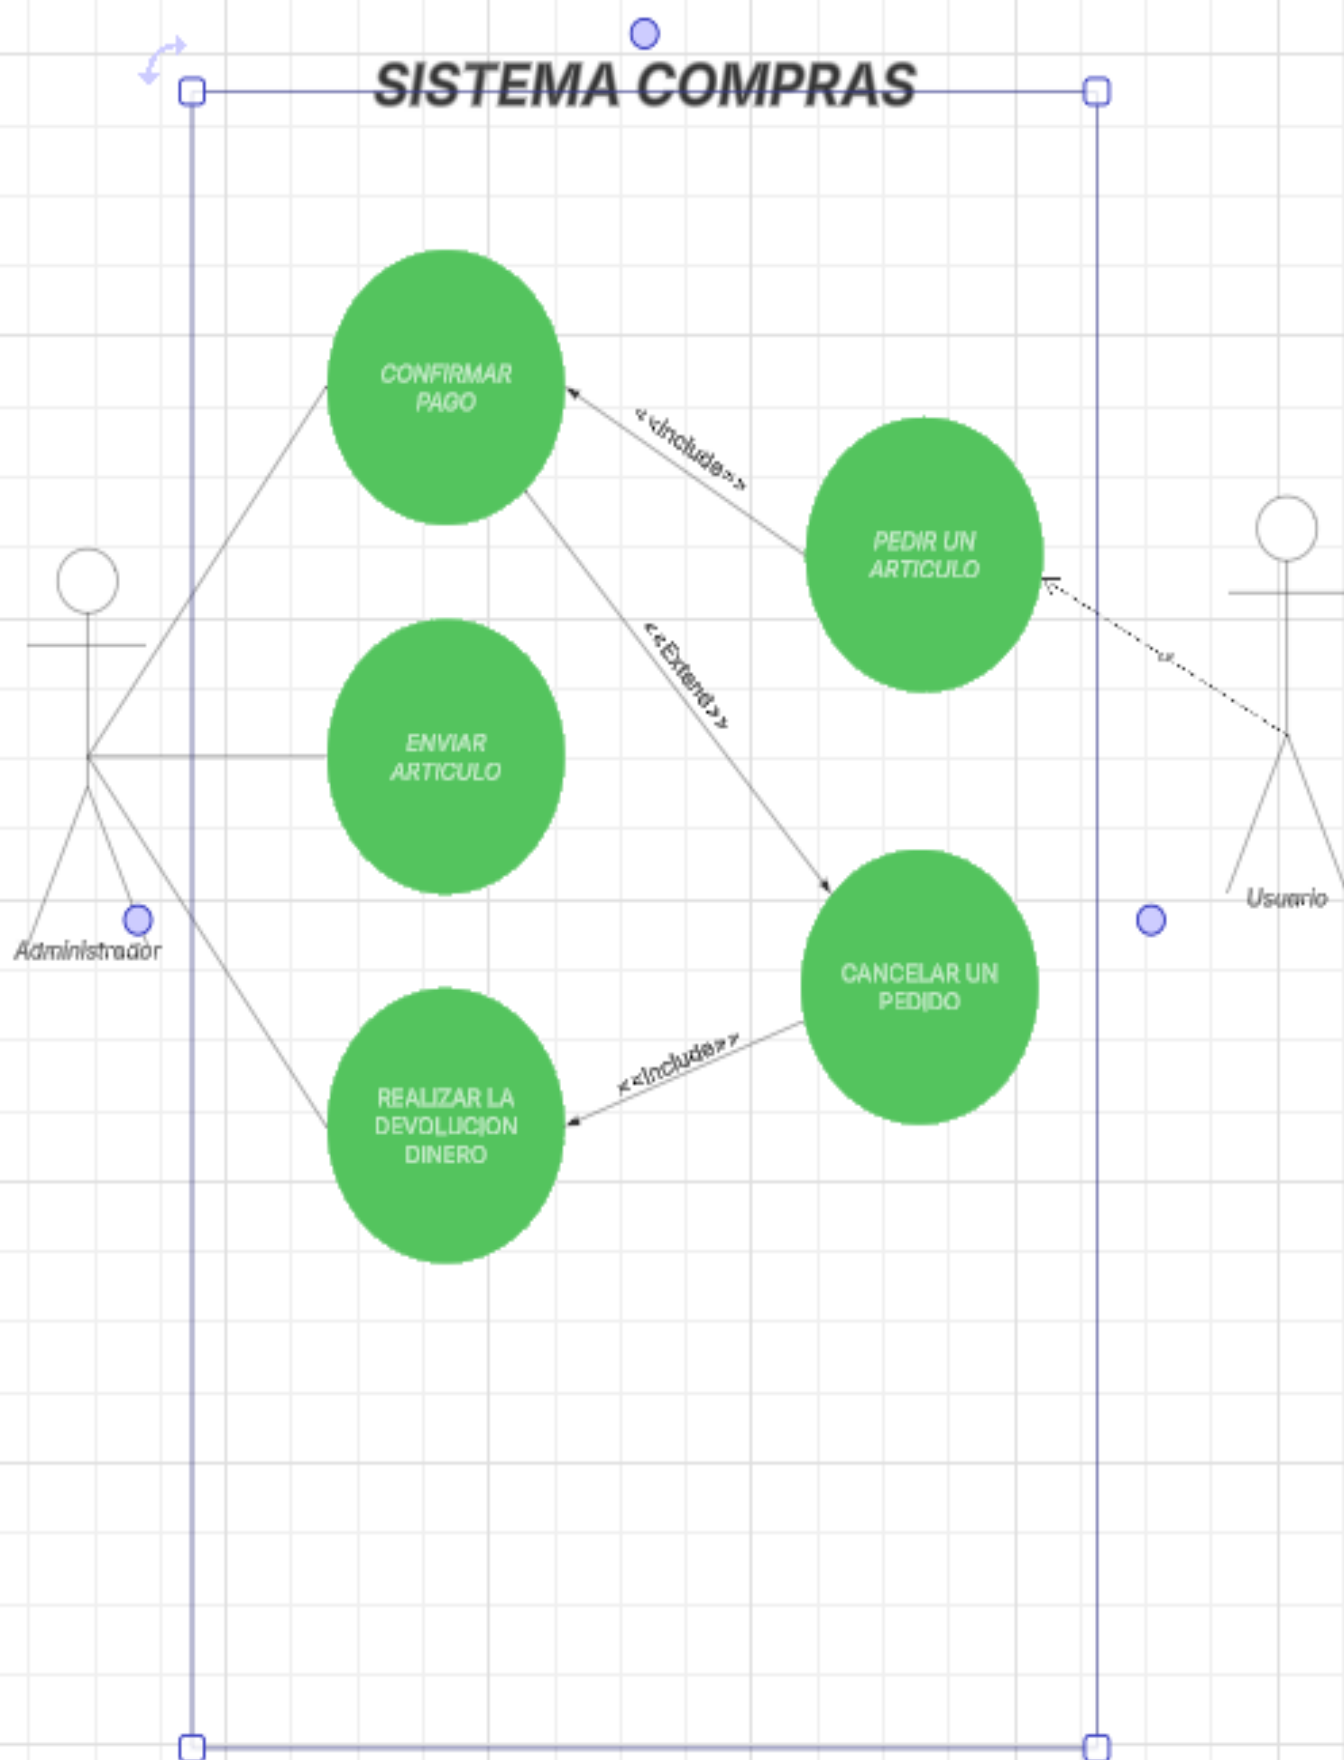 SISTEMA COMPRAS
CONFIRMAR
PAGO
<<Include>>
PEDIR UN
ARTICULO
<<Extend>>
ENVIAR
ARTICULO
Usuario
Administrador
CANCELAR UN
PEDIDO
<<Include>>
REALIZAR LA
DEVOLUCION
DINERO